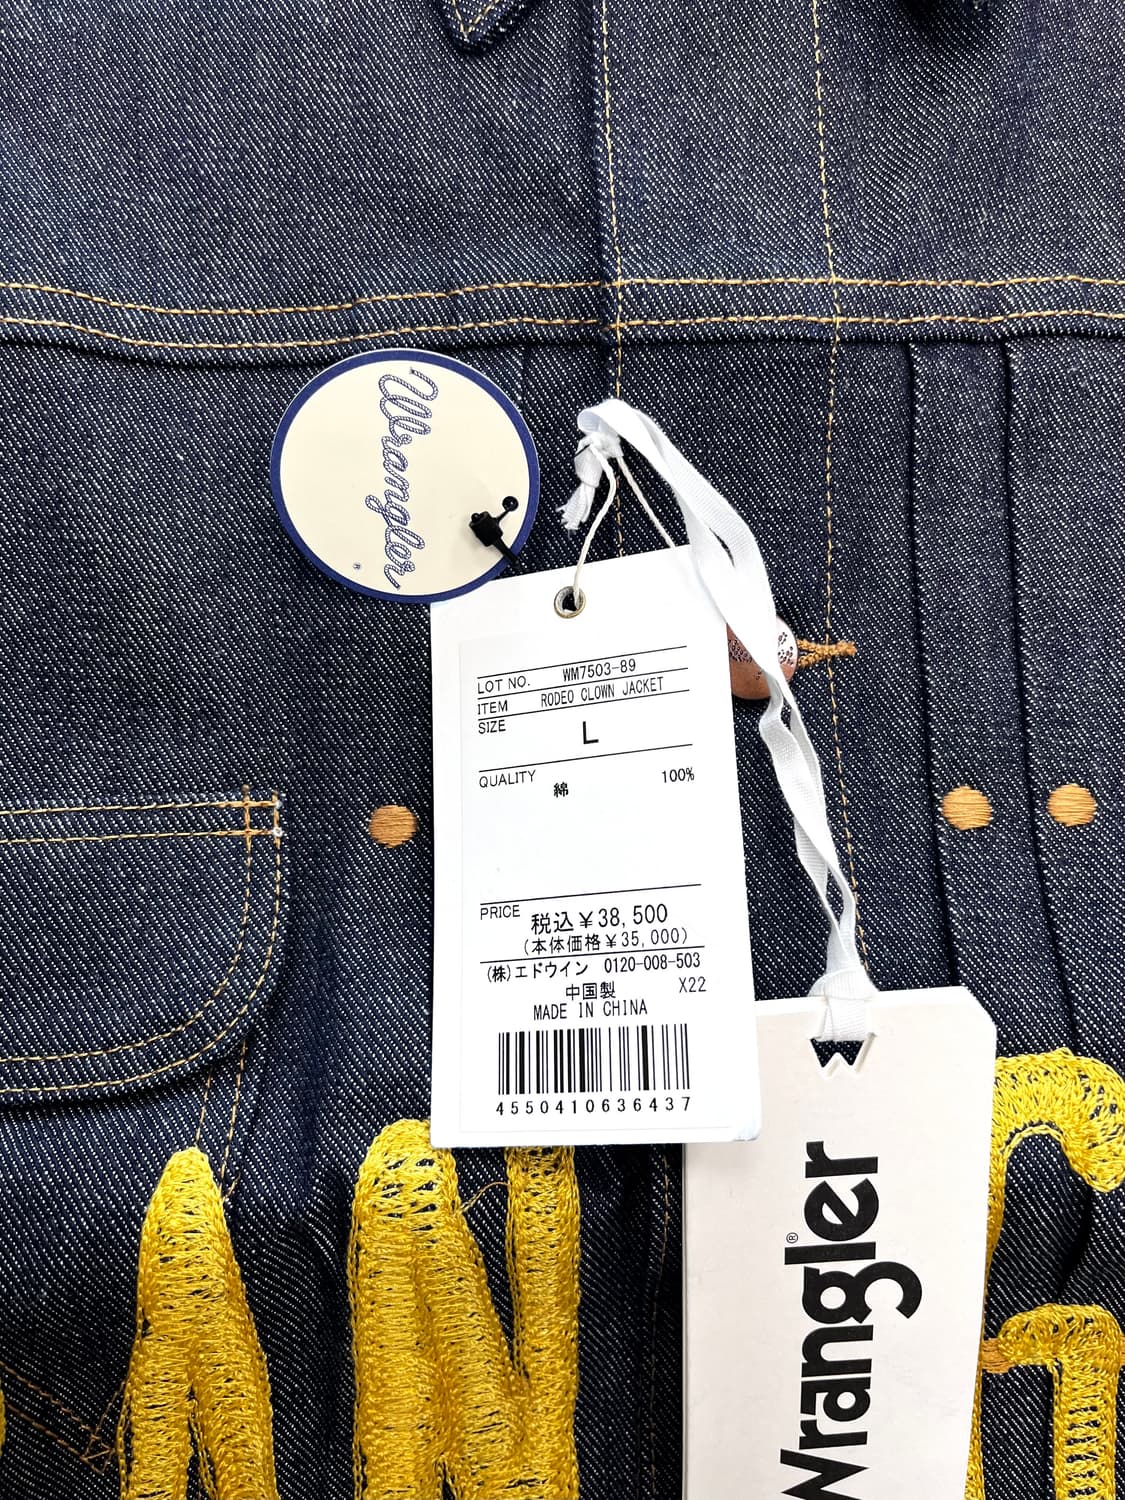 Wrangler
®
LOT NO. WM7503-89
ITEM RODEO CLOWN JACKET
SIZE
L
QUALITY
綿 100%
PRICE 税込¥38,500
(本体価格¥35,000)
(株)エドウイン 0120-008-503
中国製 X22
MADE IN CHINA
4550410636437
W
Wrangler®
ANG